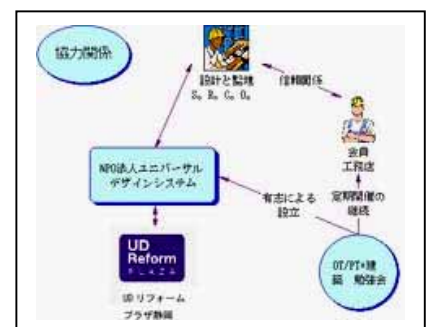 協力関係
設計と監理
S。R。C。O。
信頼関係
会員
工務店
NPO法人ユニバーサル
デザインシステム
有志による
設立
定期開催の
継続
UD
Reform
PLAZA
UDリフォーム
プラザ静岡
OT/PT+建
築 勉強会